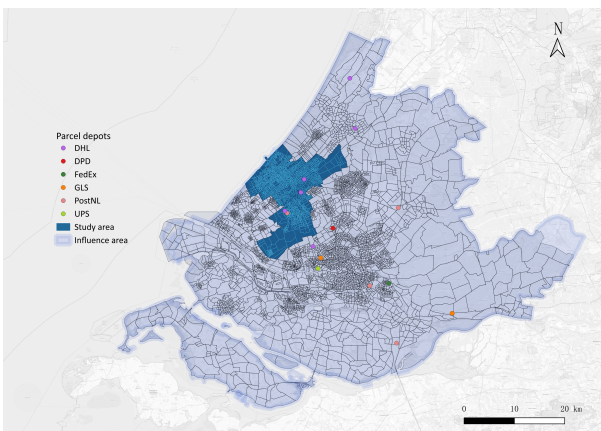 N
Parcel depots
DHL
DPD
FedEx
GLS
PostNL
UPS
Study area
Influence area
0 10 20 km